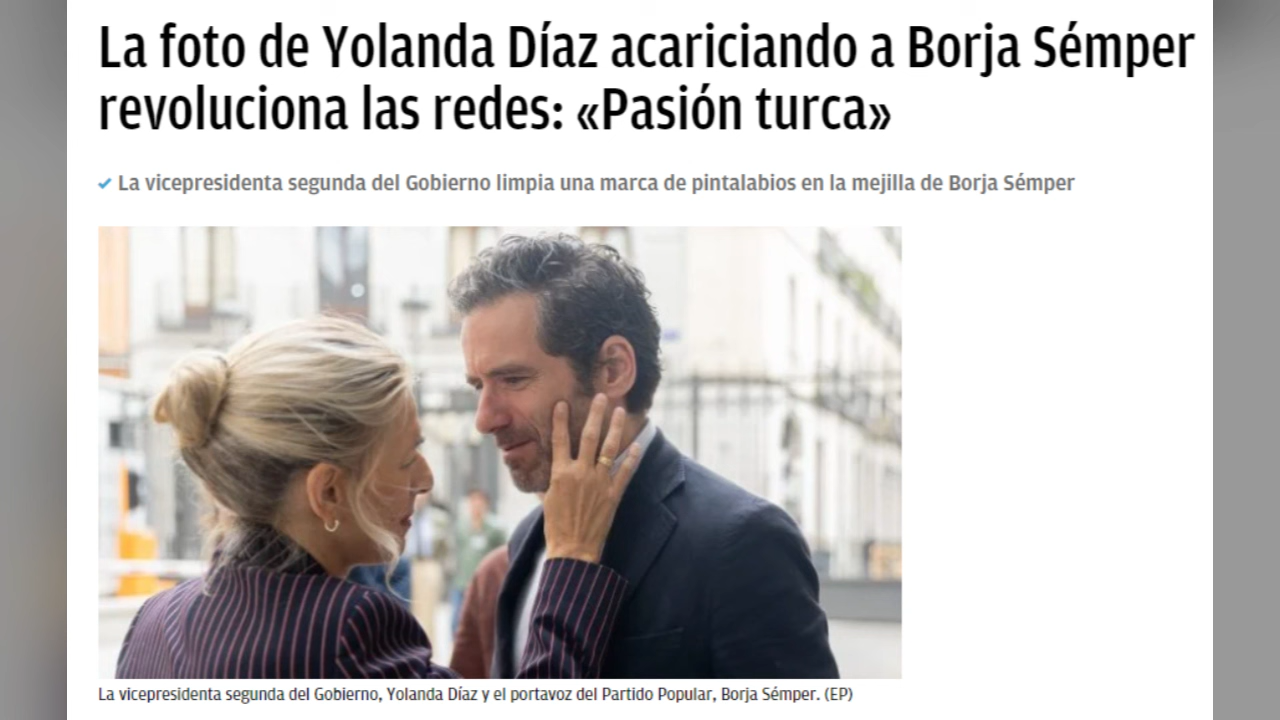 La foto de Yolanda Díaz acariciando a Borja Sémper
revoluciona las redes: «Pasión turca»
La vicepresidenta segunda del Gobierno limpia una marca de pintalabios en la mejilla de Borja Sémper
La vicepresidenta segunda del Gobierno, Yolanda Díaz y el portavoz del Partido Popular, Borja Sémper. (EP)